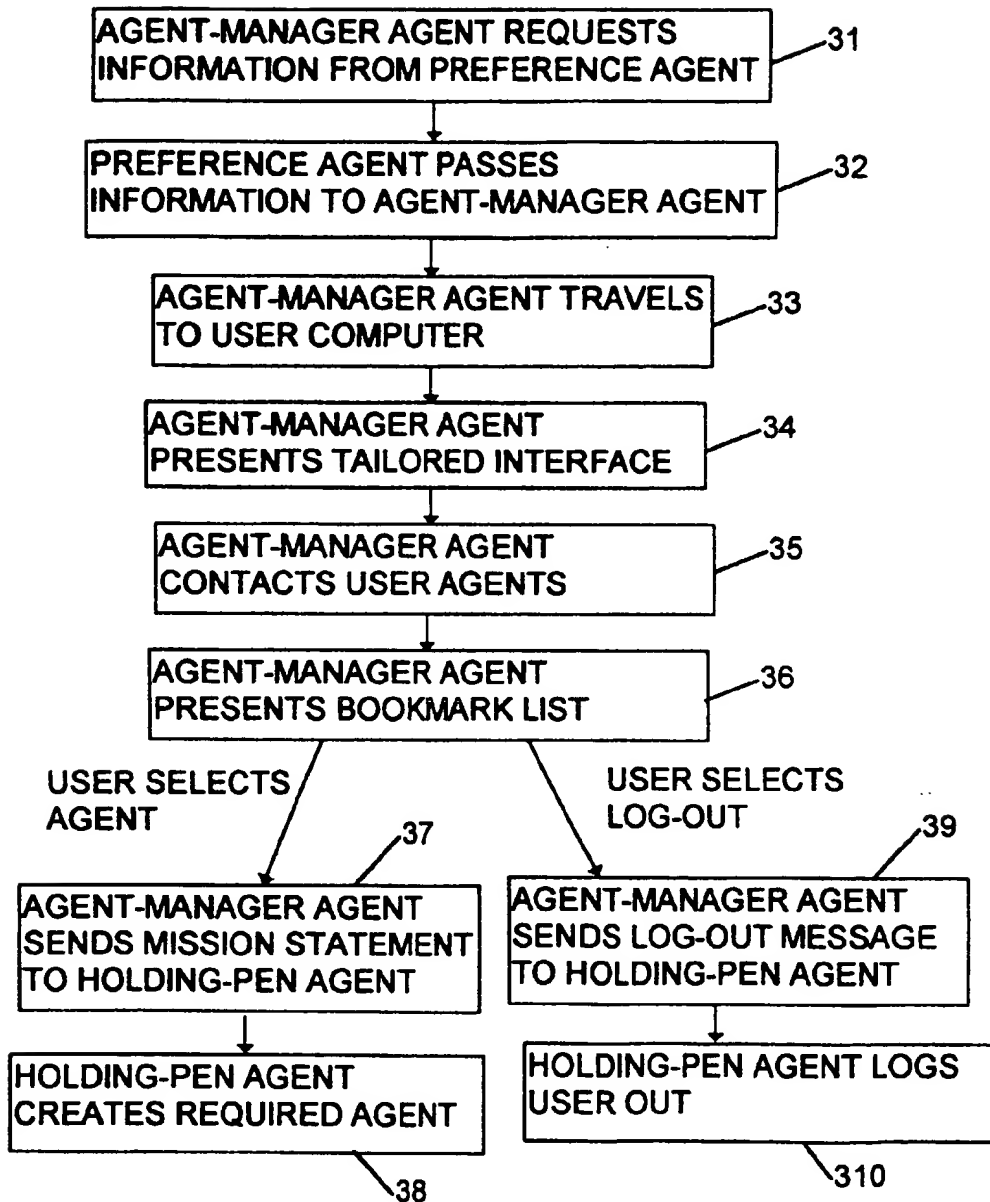 AGENT-MANAGER AGENT REQUESTS
INFORMATION FROM PREFERENCE AGENT
31
PREFERENCE AGENT PASSES
INFORMATION TO AGENT-MANAGER AGENT
32
AGENT-MANAGER AGENT TRAVELS
TO USER COMPUTER
33
AGENT-MANAGER AGENT
PRESENTS TAILORED INTERFACE
34
AGENT-MANAGER AGENT
CONTACTS USER AGENTS
35
AGENT-MANAGER AGENT
PRESENTS BOOKMARK LIST
36
USER SELECTS
AGENT
USER SELECTS
LOG-OUT
37
AGENT-MANAGER AGENT
SENDS MISSION STATEMENT
TO HOLDING-PEN AGENT
39
AGENT-MANAGER AGENT
SENDS LOG-OUT MESSAGE
TO HOLDING-PEN AGENT
HOLDING-PEN AGENT
CREATES REQUIRED AGENT
38
HOLDING-PEN AGENT LOGS
USER OUT
310